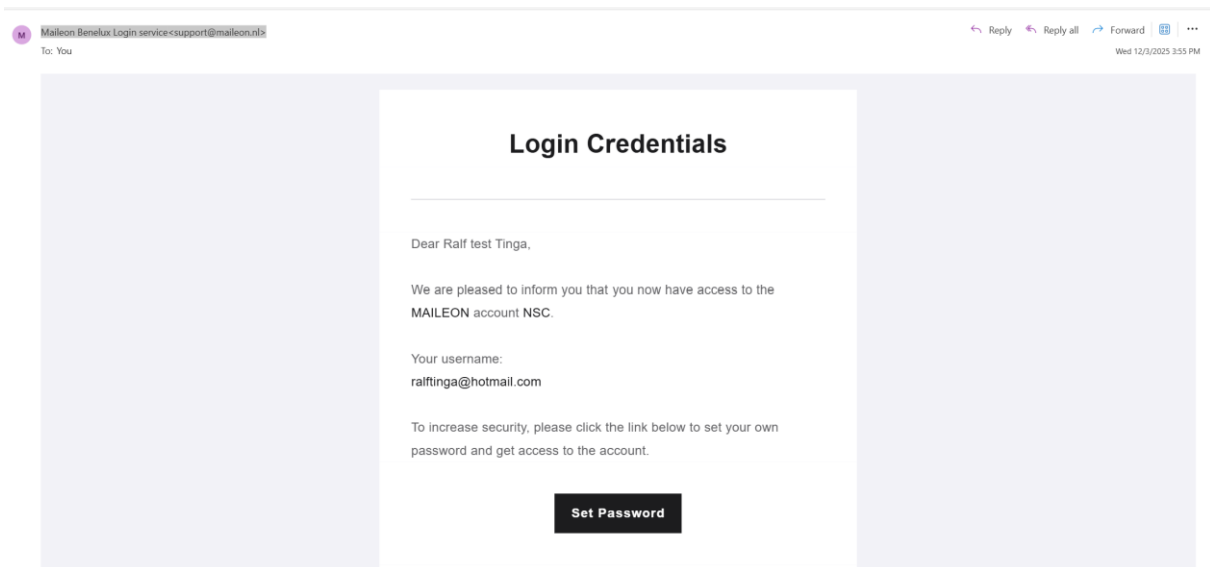 M
Maileon Benelux Login service<support@maileon.nl>
To: You
Reply Reply all Forward
Wed 12/3/2025 3:55 PM
Login Credentials
Dear Ralf test Tinga,
We are pleased to inform you that you now have access to the
MAILEON account NSC.
Your username:
ralftinga@hotmail.com
To increase security, please click the link below to set your own
password and get access to the account.
Set Password